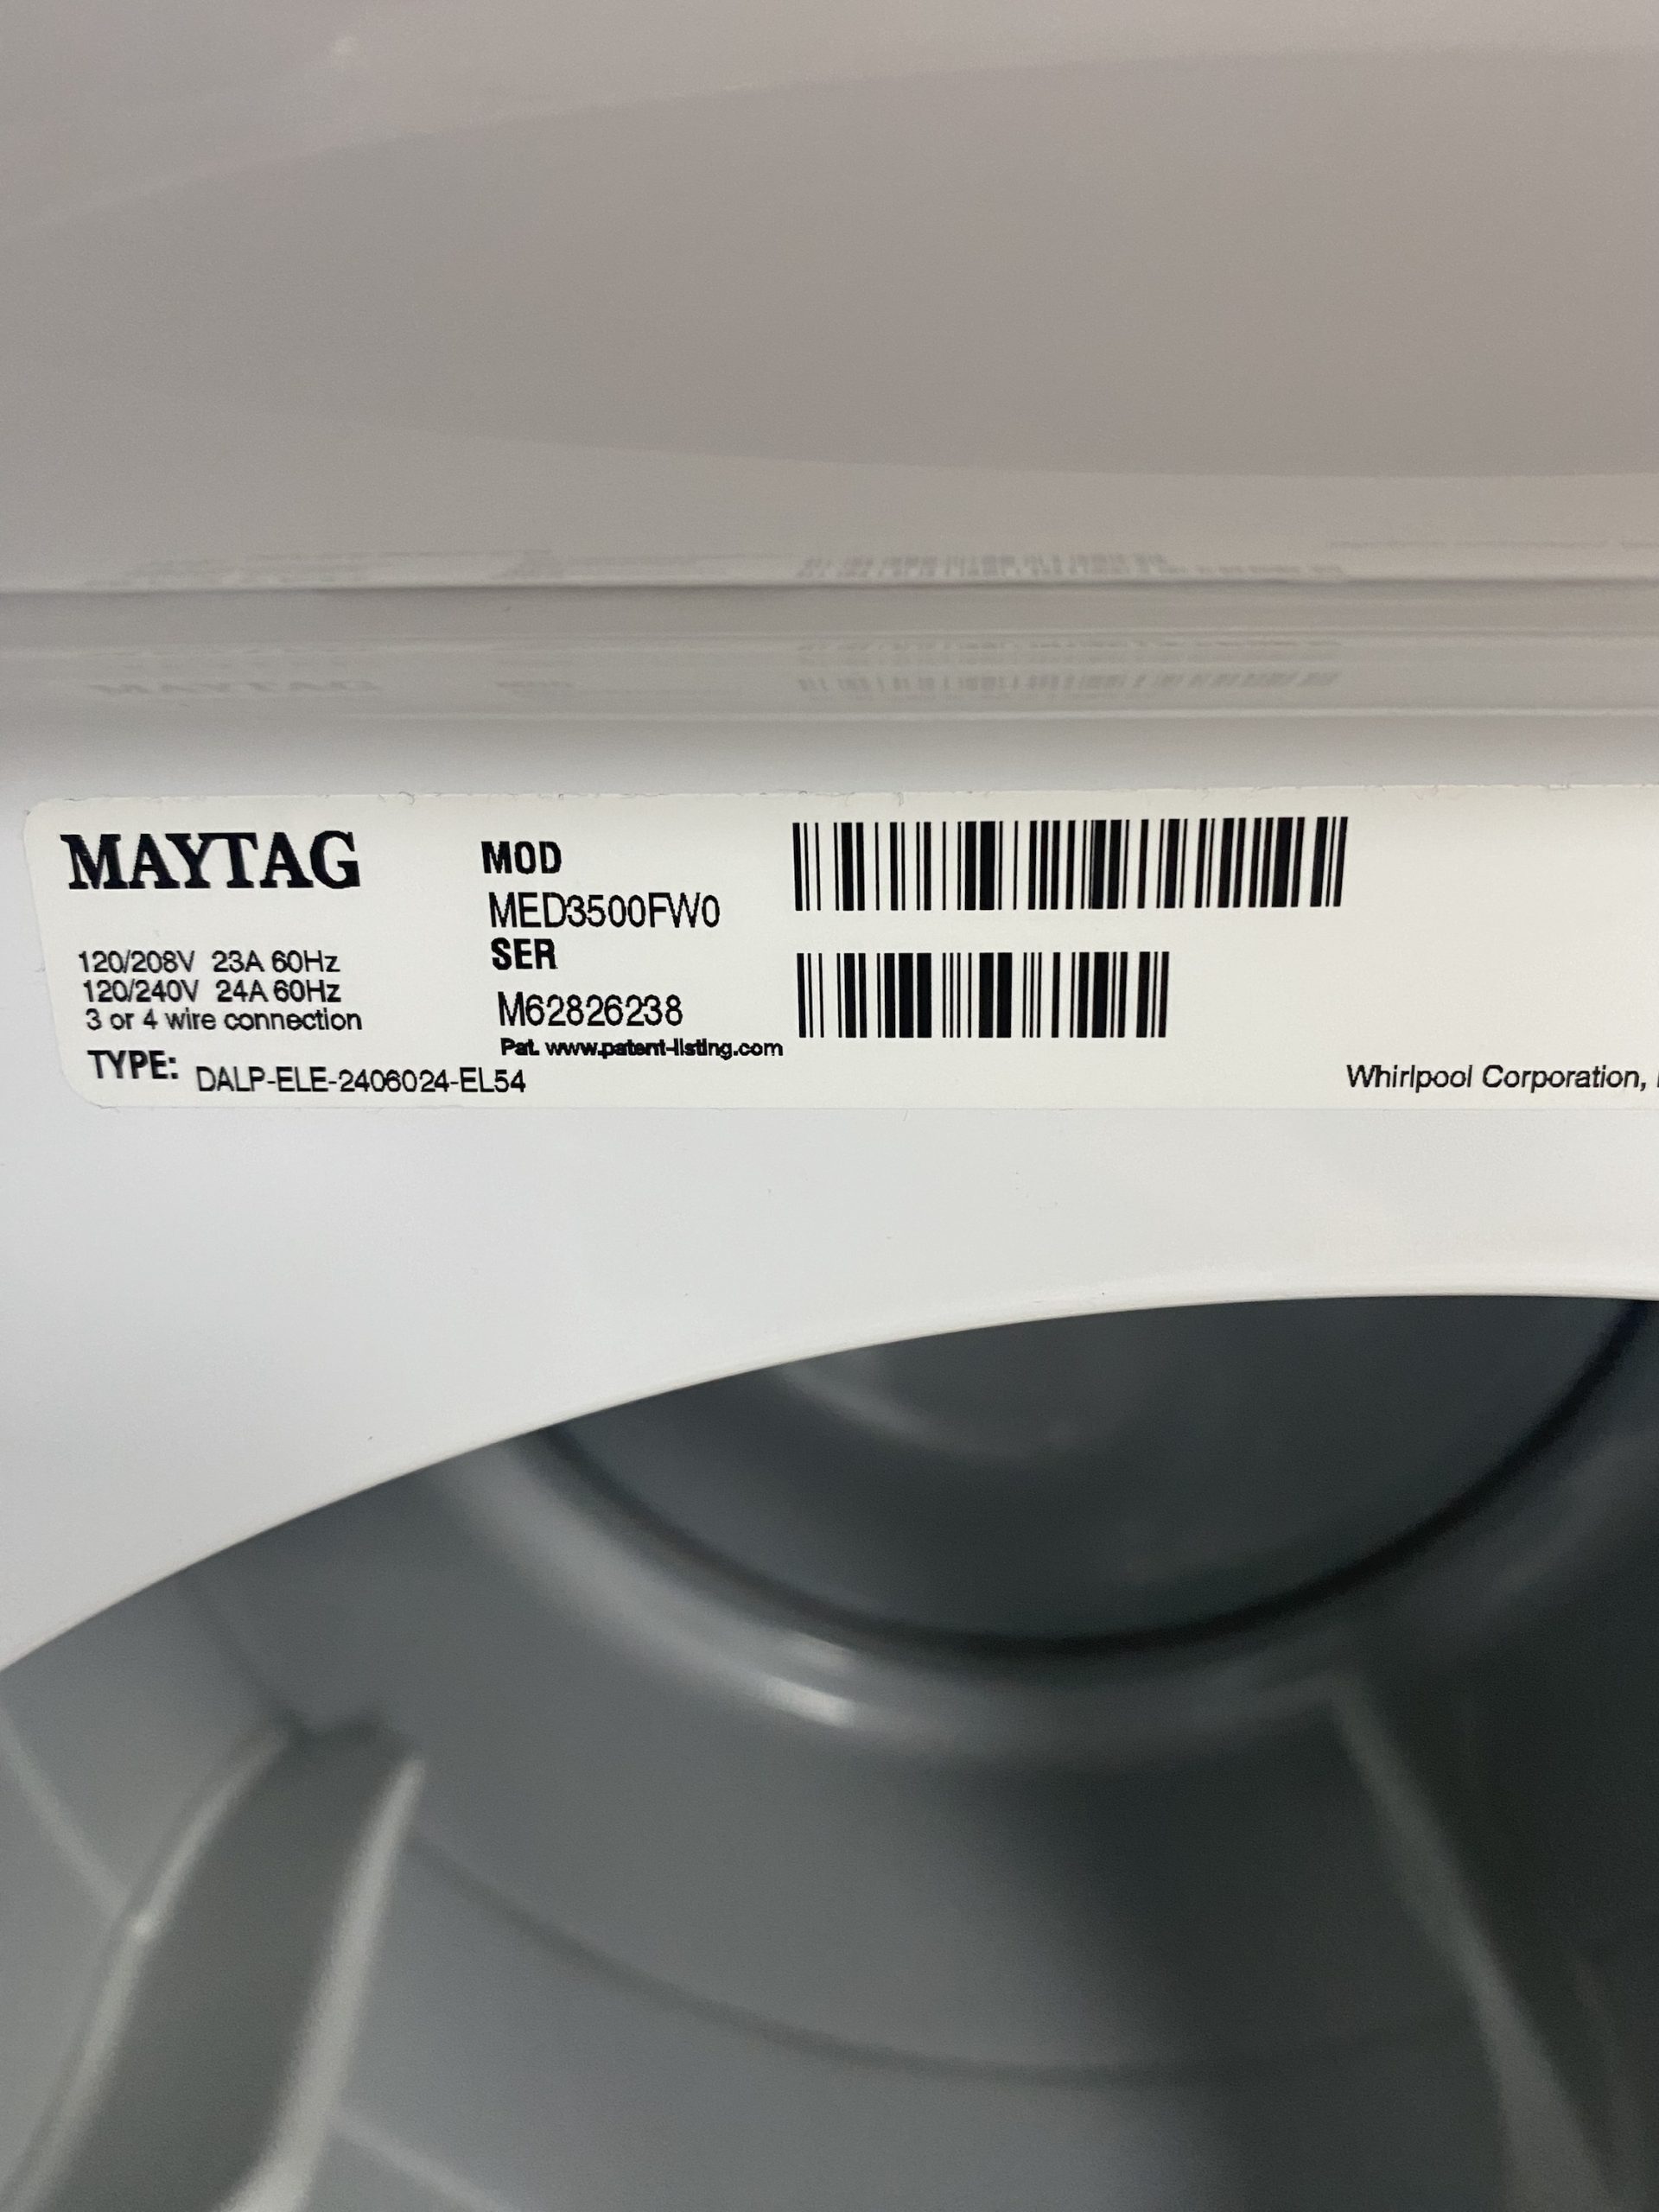 MAYTAG
120/208V 23A 60Hz
120/240V 24A 60Hz
3 or 4 wire connection
TYPE: DALP-ELE-2406024-EL54
MOD
MED3500FW0
SER
M62826238
Pat. www.patent-listing.com
Whirlpool Corporation,